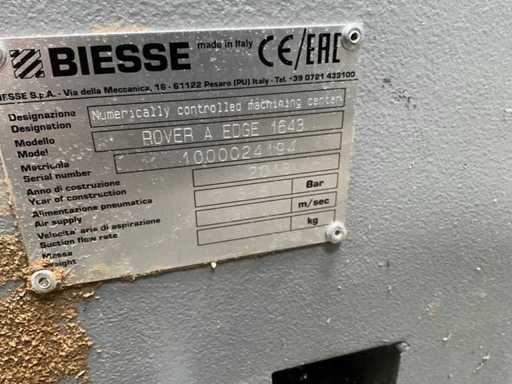 BIESSE made in Italy CE/EAC
BIESSE S.p.A. - Via della Meccanica, 16 - 61122 Pesaro (PU) Italy - Tel. +39 0721 439100
Designazione
Designation Numerically controlled machining center
Modello
Model ROVER A EDGE 1643
Matricola
Serial number 1000024194
Anno di costruzione
Year of construction
Alimentazione pneumatica
Air supply Bar
Velocita' aria di aspirazione
Suction flow rate m/sec
Massa
Weight kg